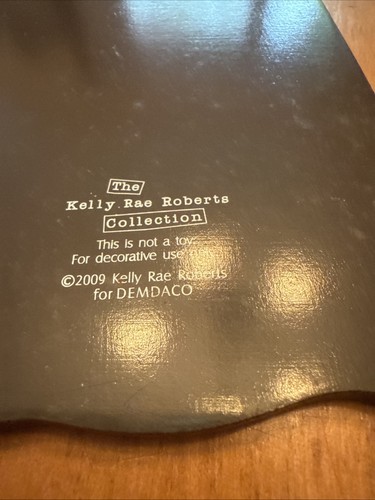 The
Kelly Rae Roberts
Collection
This is not a toy.
For decorative use
©2009 Kelly Rae Roberts
for DEMDACO